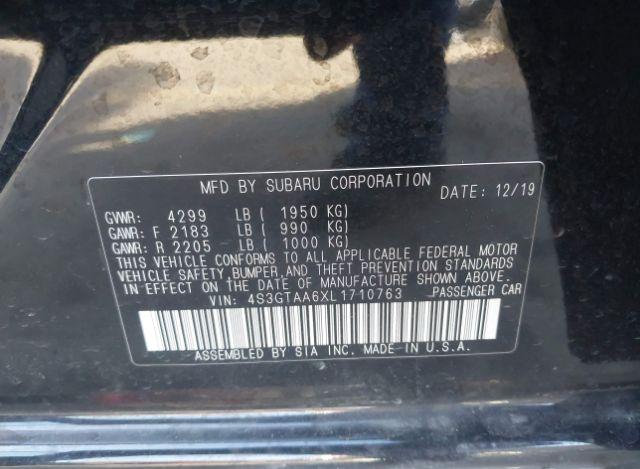 MFD BY SUBARU CORPORATION
DATE: 12/19
GVWR: 4299 LB ( 1950 KG)
GAWR: F 2183 LB ( 990 KG)
GAWR: R 2205 LB ( 1000 KG)
THIS VEHICLE CONFORMS TO ALL APPLICABLE FEDERAL MOTOR
VEHICLE SAFETY, BUMPER, AND THEFT PREVENTION STANDARDS
IN EFFECT ON THE DATE OF MANUFACTURE SHOWN ABOVE.
VIN: 4S3GTAA6XL1710763 PASSENGER CAR
ASSEMBLED BY SIA INC. MADE IN U.S.A.